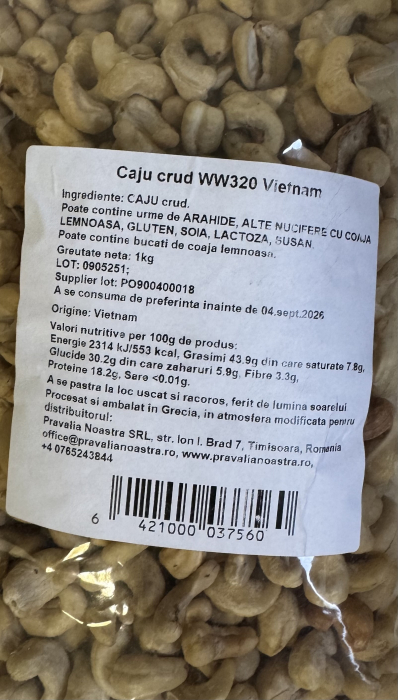 Caju crud WW320 Vietnam
Ingrediente: CAJU crud.
Poate contine urme de ARAHIDE, ALTE NUCIFERE CU COAJA
LEMNOASA, GLUTEN, SOIA, LACTOZA, SUSAN.
Poate contine bucati de coaja lemnoasa.
Greutate neta: 1kg
LOT: 0905251;
Supplier lot: PO900400018
A se consuma de preferinta inainte de 04.sept.2026
Origine: Vietnam
Valori nutritive per 100g de produs:
Energie 2314 kJ/553 kcal, Grasimi 43.9g din care saturate 7.8g,
Glucide 30.2g din care zaharuri 5.9g, Fibre 3.3g,
Proteine 18.2g, Sare <0.01g.
A se pastra la loc uscat si racoros, ferit de lumina soarelui
Procesat si ambalat in Grecia, in atmosfera modificata pentru
distribuitorul:
Pravalia Noastra SRL, str. Ion I. Brad 7, Timisoara, Romania
office@pravalianoastra.ro, www.pravalianoastra.ro,
+4 0765243844
6 421000 037560